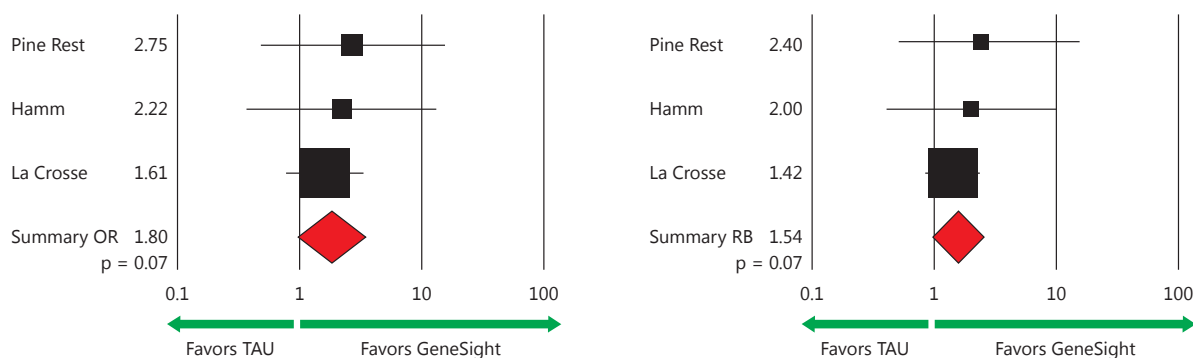 Pine Rest 2.75
Hamm 2.22
La Crosse 1.61
Summary OR 1.80
p = 0.07
0.1 1 10 100
Favors TAU Favors GeneSight
Pine Rest 2.40
Hamm 2.00
La Crosse 1.42
Summary RB 1.54
p = 0.07
0.1 1 10 100
Favors TAU Favors GeneSight